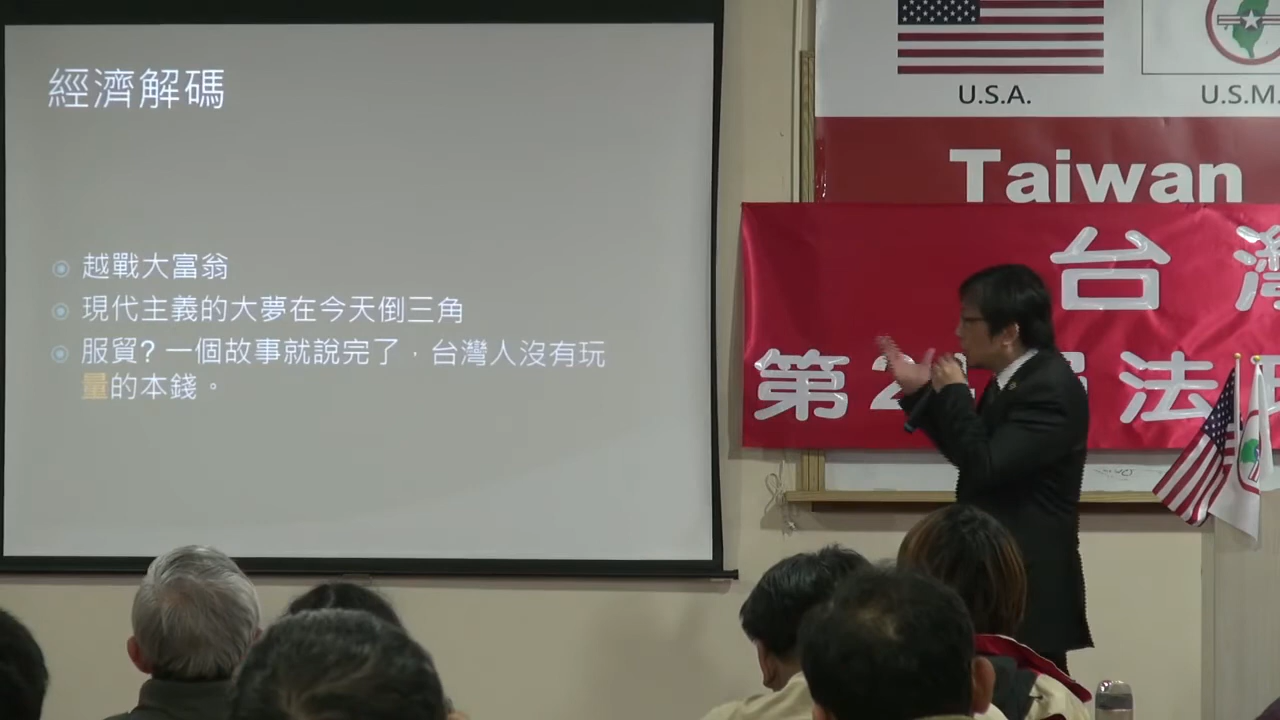 經濟解碼
越戰大富翁
現代主義的大夢在今天倒三角
服貿? 一個故事就說完了，台灣人沒有玩
量的本錢。
U.S.A.
U.S.M.
Taiwan
台灣
第2
法